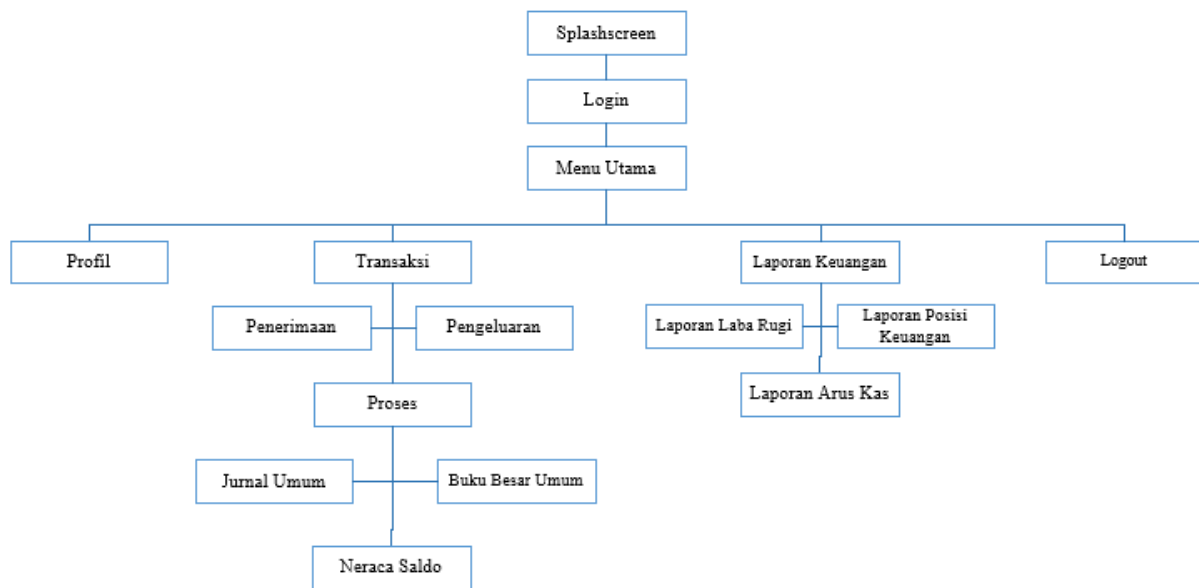 Splashscreen
Login
Menu Utama
Profil
Transaksi
Laporan Keuangan
Logout
Penerimaan
Pengeluaran
Laporan Laba Rugi
Laporan Posisi
Keuangan
Proses
Laporan Arus Kas
Jurnal Umum
Buku Besar Umum
Neraca Saldo